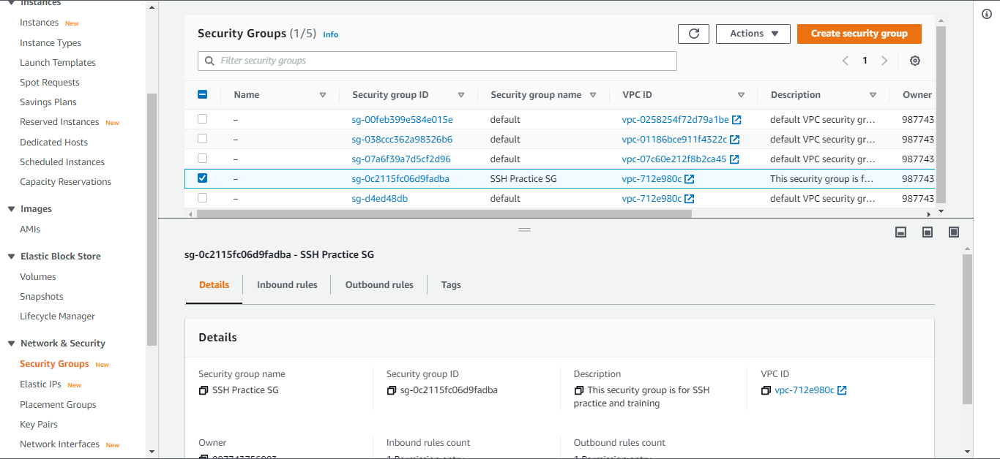 Instances
Instances New
Instance Types
Launch Templates
Spot Requests
Savings Plans
Reserved Instances New
Dedicated Hosts
Scheduled Instances
Capacity Reservations
Images
AMIs
Elastic Block Store
Volumes
Snapshots
Lifecycle Manager
Network & Security
Security Groups New
Elastic IPs New
Placement Groups
Key Pairs
Network Interfaces New
Security Groups (1/5) Info
Actions
Create security group
Filter security groups
1
Name Security group ID Security group name VPC ID Description Owner
– sg-00feb399e584e015e default vpc-0258254f72d79a1be default VPC security gr... 987743
– sg-038ccc362a98326b6 default vpc-01186bce911f4322c default VPC security gr... 987743
– sg-07a6f39a7d5cf2d96 default vpc-07c60e212f8b2ca45 default VPC security gr... 987743
– sg-0c2115fc06d9fadba SSH Practice SG vpc-712e980c This security group is f... 987743
– sg-d4ed48db default vpc-712e980c default VPC security gr... 987743
sg-0c2115fc06d9fadba - SSH Practice SG
Details Inbound rules Outbound rules Tags
Details
Security group name
SSH Practice SG
Security group ID
sg-0c2115fc06d9fadba
Description
This security group is for SSH
practice and training
VPC ID
vpc-712e980c
Owner
Inbound rules count
1 Permission entry
Outbound rules count
1 Permission entry